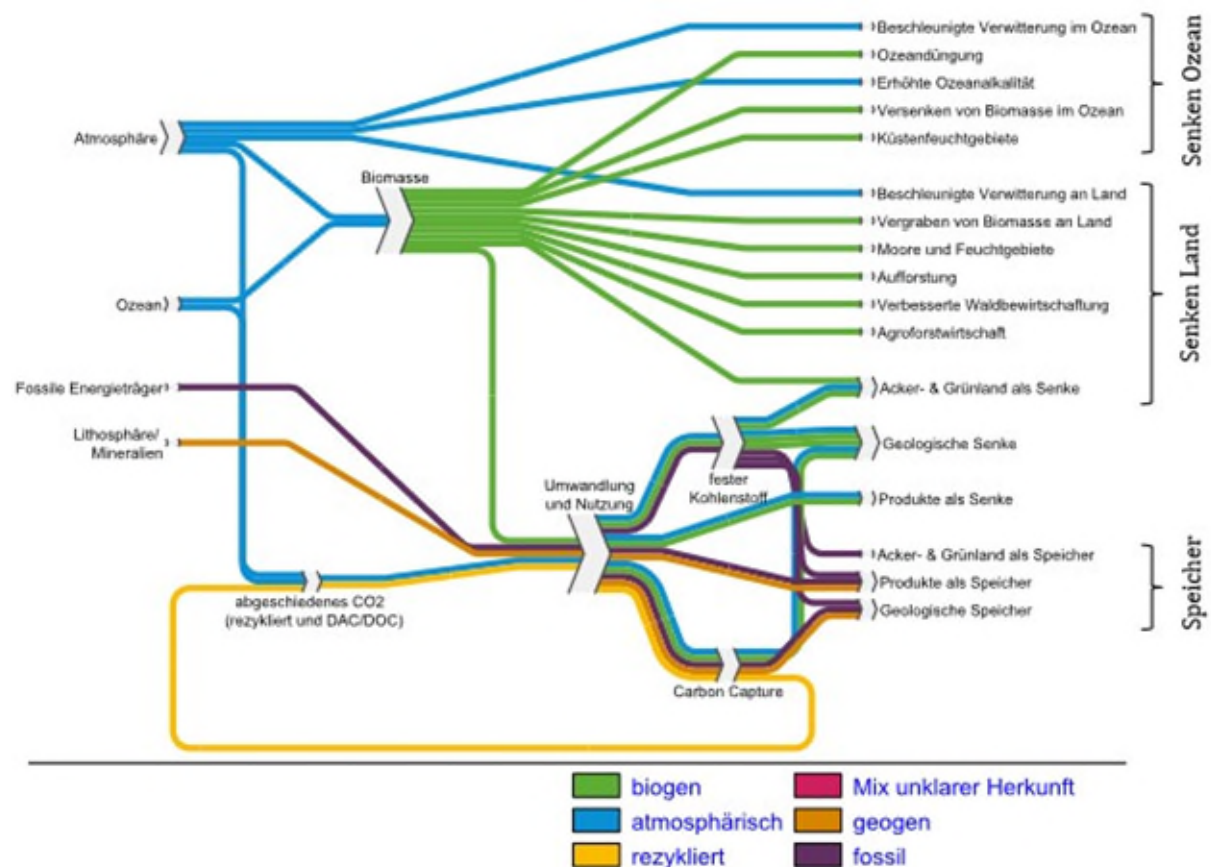 Beschleunigte Verwitterung im Ozean
Ozeandüngung
Erhöhte Ozeanalkalität
Versenken von Biomasse im Ozean
Küstenfeuchtgebiete
Senken Ozean
Atmosphäre
Biomasse
Beschleunigte Verwitterung an Land
Vergraben von Biomasse an Land
Moore und Feuchtgebiete
Aufforstung
Verbesserte Waldbewirtschaftung
Agroforstwirtschaft
Acker- & Grünland als Senke
Senken Land
Ozean
Fossile Energieträger
Lithosphäre/
Mineralien
Geologische Senke
fester
Kohlenstoff
Umwandlung
und Nutzung
Produkte als Senke
Acker- & Grünland als Speicher
Produkte als Speicher
Geologische Speicher
Speicher
abgeschiedenes CO2
(rezykliert und DAC/DOC)
Carbon Capture
biogen
Mix unklarer Herkunft
atmosphärisch
geogen
rezykliert
fossil